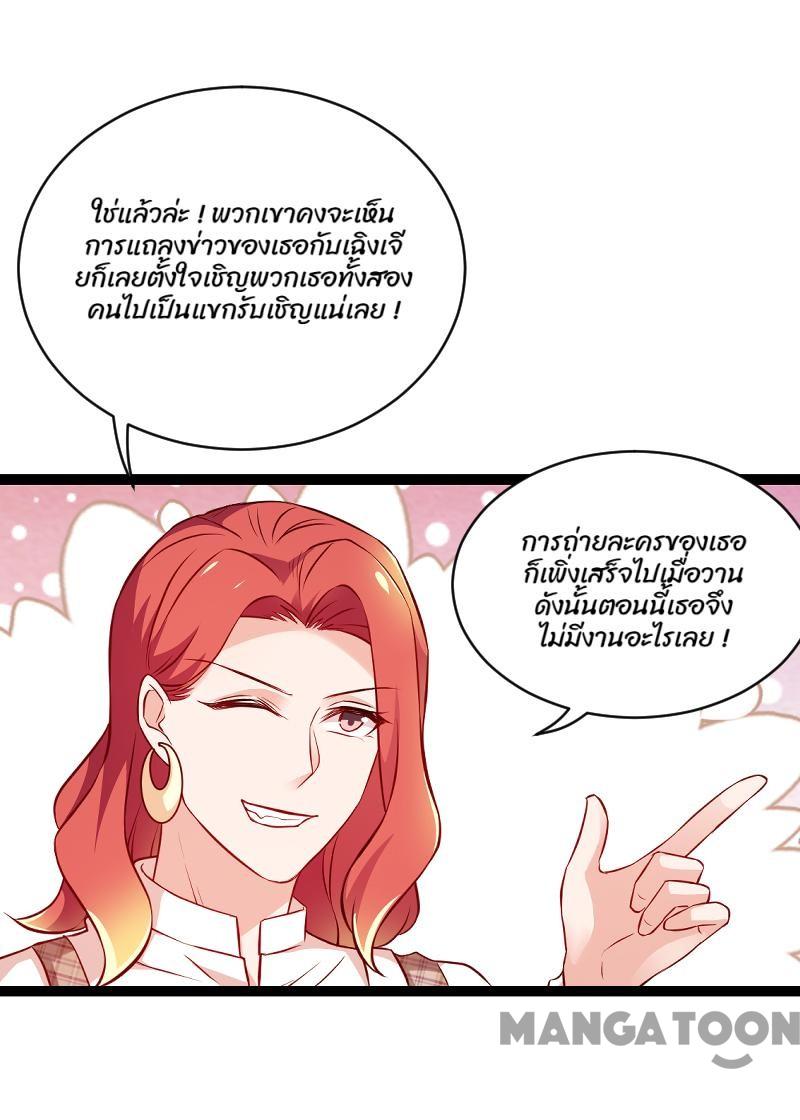 ใช่แล้วล่ะ ! พวกเขาคงจะเห็น
การแถลงข่าวของเธอกับเฉิงเจี
ยก็เลยตั้งใจเชิญพวกเธอทั้งสอง
คนไปเป็นแขกรับเชิญแน่เลย !
การถ่ายละครของเธอ
ก็เพิ่งเสร็จไปเมื่อวาน
ดังนั้นตอนนี้เธอจึง
ไม่มีงานอะไรเลย !
MANGATOON